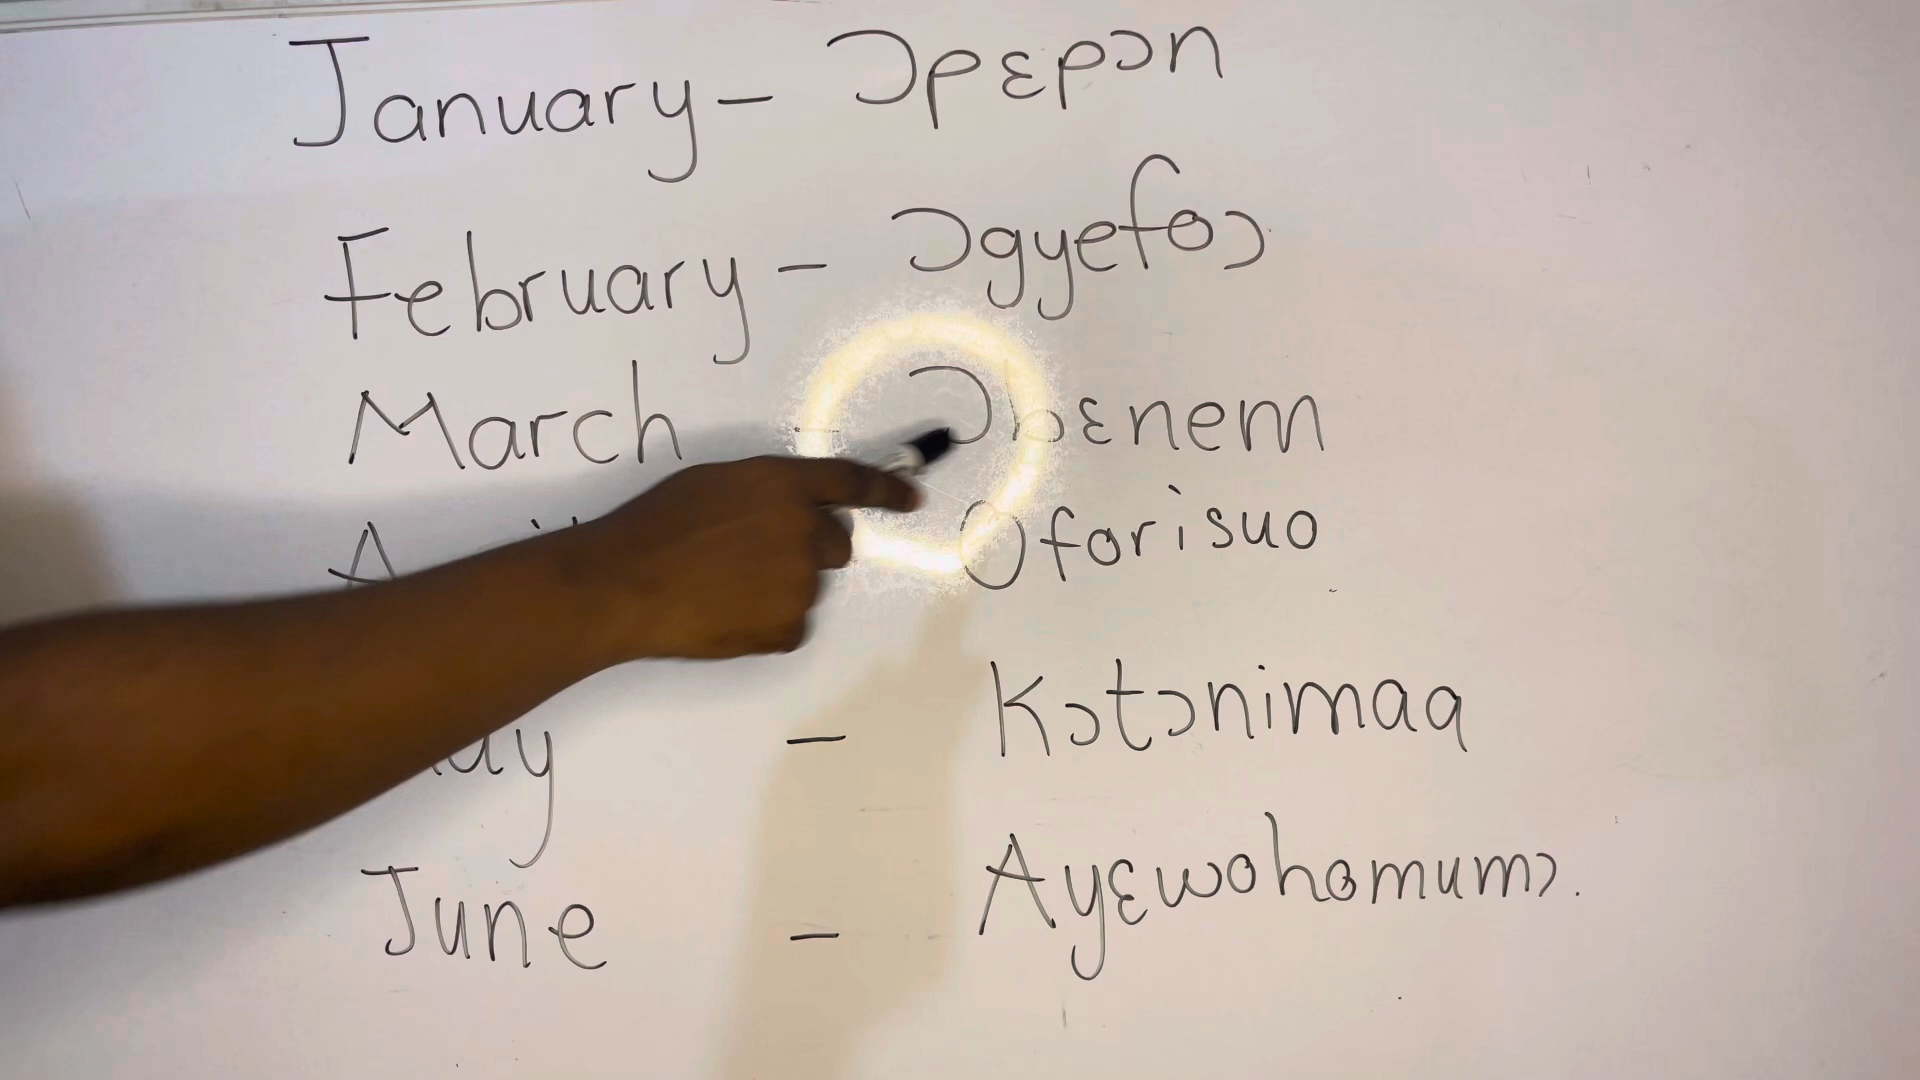 January - Ɔpɛpɔn
February - Ɔgyefoɔ
March - Ɔbɛnem
Oforisuo
- Kɔtɔnimaa
June - Ayɛwohomumɔ.